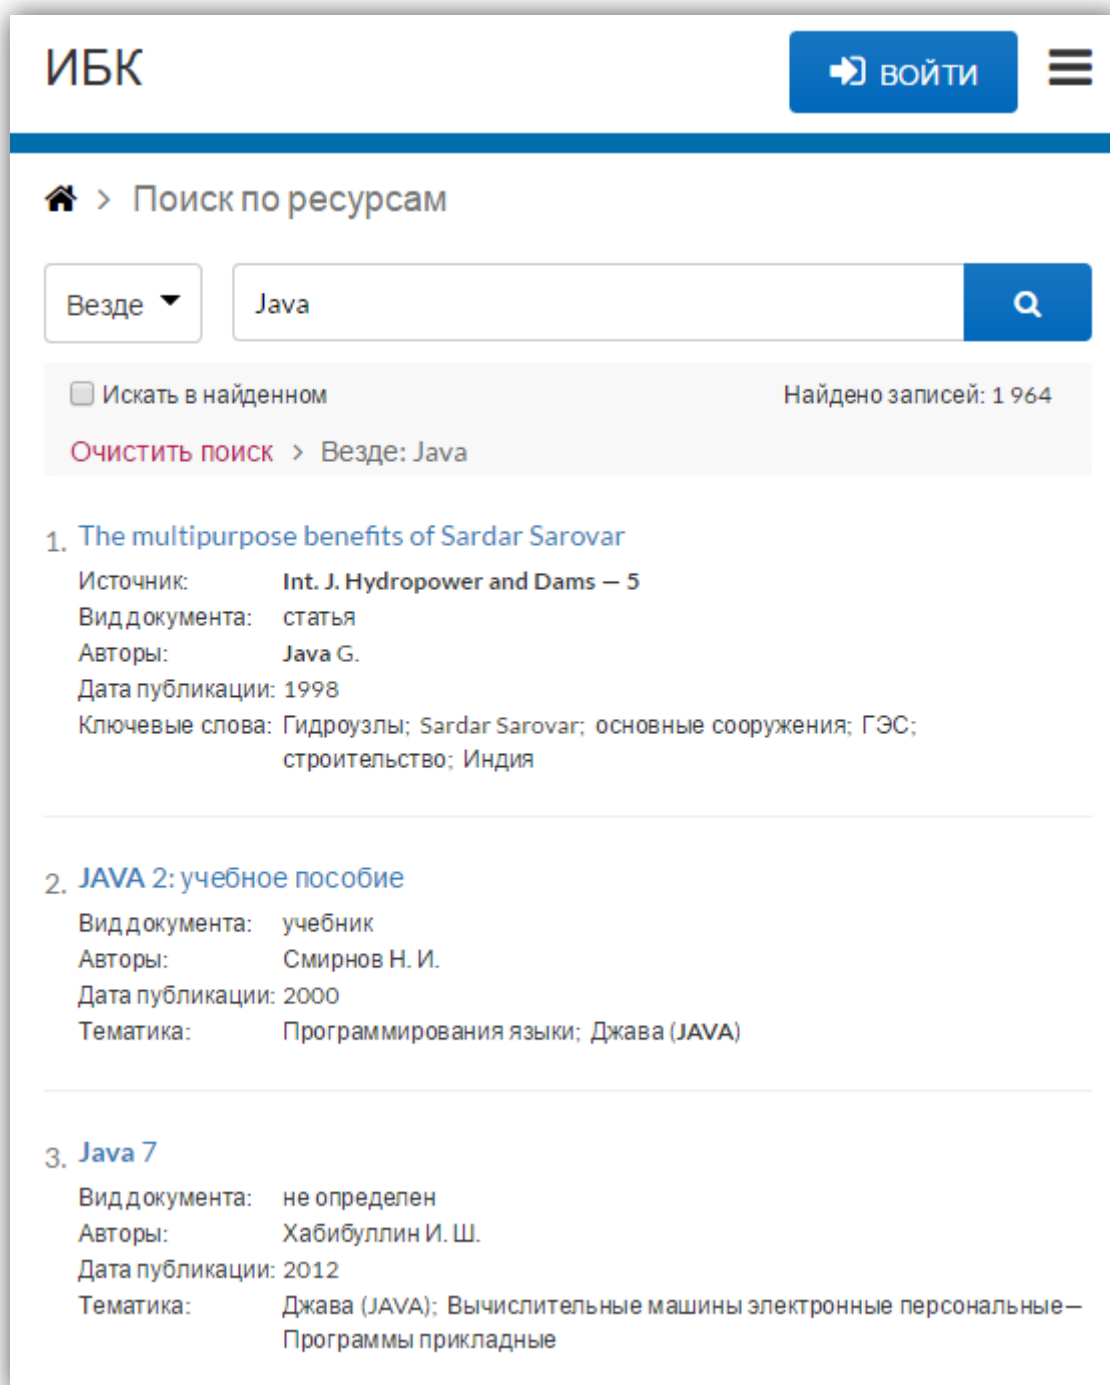 ИБК
ВОЙТИ
Поиск по ресурсам
Везде
Java
Искать в найденном
Найдено записей: 1 964
Очистить поиск > Везде: Java
1. The multipurpose benefits of Sardar Sarovar
Источник: Int. J. Hydropower and Dams — 5
Вид документа: статья
Авторы: Java G.
Дата публикации: 1998
Ключевые слова: Гидроузлы; Sardar Sarovar; основные сооружения; ГЭС;
строительство; Индия
2. JAVA 2: учебное пособие
Вид документа: учебник
Авторы: Смирнов Н. И.
Дата публикации: 2000
Тематика: Программирования языки; Джава (JAVA)
3. Java 7
Вид документа: не определен
Авторы: Хабибуллин И. Ш.
Дата публикации: 2012
Тематика: Джава (JAVA); Вычислительные машины электронные персональные—
Программы прикладные